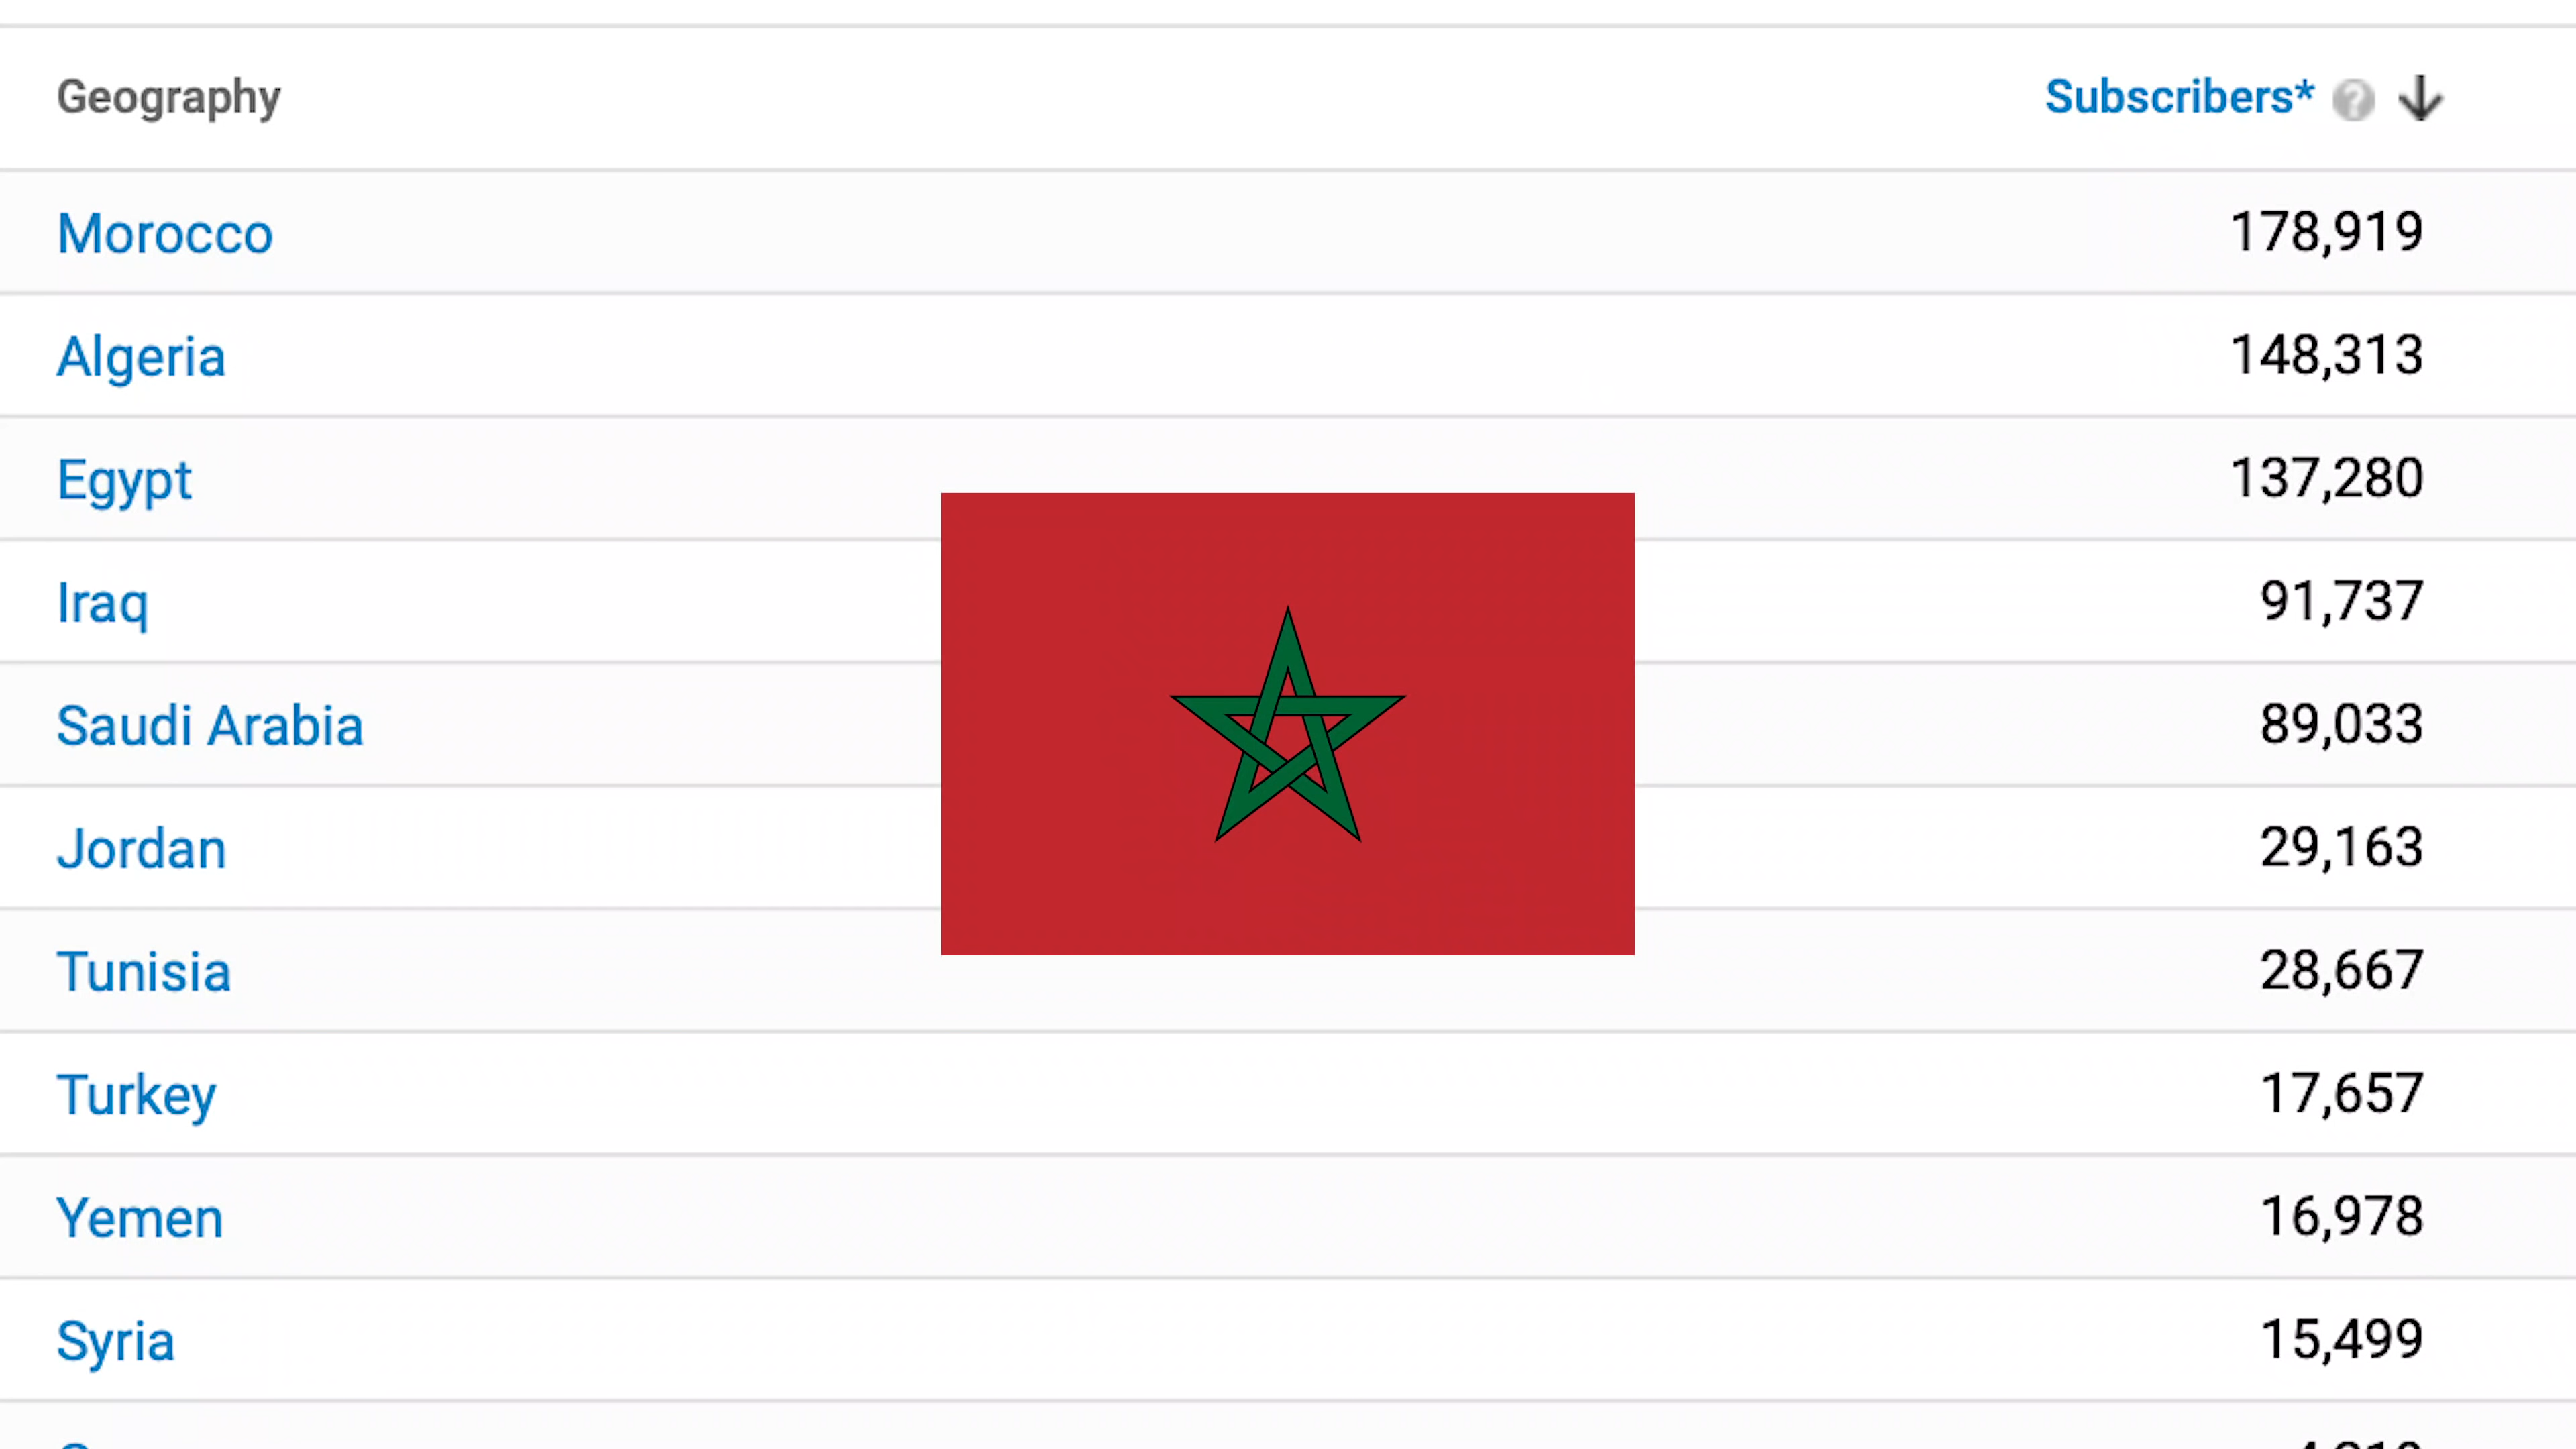 Geography Subscribers* ?
Morocco 178,919
Algeria 148,313
Egypt 137,280
Iraq 91,737
Saudi Arabia 89,033
Jordan 29,163
Tunisia 28,667
Turkey 17,657
Yemen 16,978
Syria 15,499